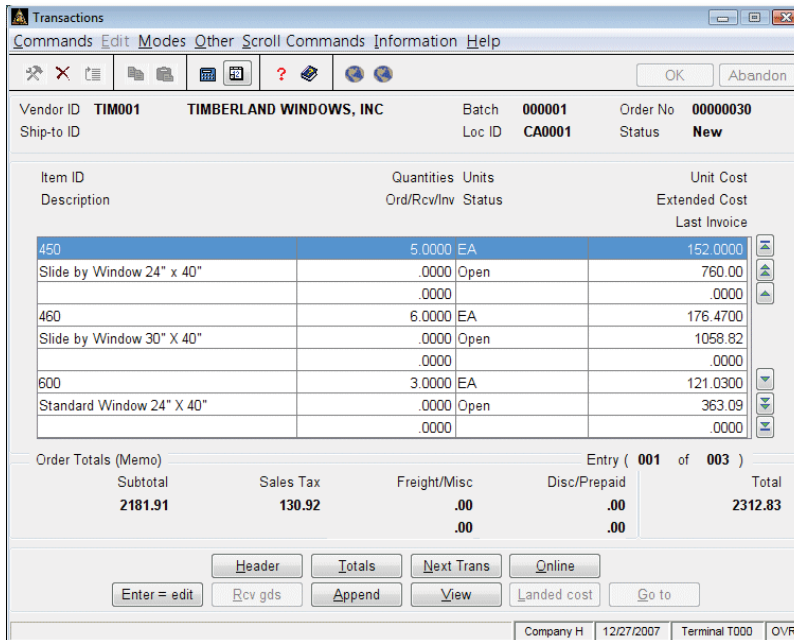 Transactions
Commands Edit Modes Other Scroll Commands Information Help
OK Abandon
Vendor ID TIM001 TIMBERLAND WINDOWS, INC Batch 000001 Order No 00000030
Ship-to ID Loc ID CA0001 Status New
Item ID Quantities Units Unit Cost
Description Ord/Rcv/Inv Status Extended Cost
Last Invoice
450 5.0000 EA 152.0000
Slide by Window 24" x 40" .0000 Open 760.00
.0000 .0000
460 6.0000 EA 176.4700
Slide by Window 30" X 40" .0000 Open 1058.82
.0000 .0000
600 3.0000 EA 121.0300
Standard Window 24" X 40" .0000 Open 363.09
.0000 .0000
Order Totals (Memo) Entry ( 001 of 003 )
Subtotal Sales Tax Freight/Misc Disc/Prepaid Total
2181.91 130.92 .00 .00 2312.83
.00 .00
Header Totals Next Trans Online
Enter = edit Rcv gds Append View Landed cost Go to
Company H 12/27/2007 Terminal T000 OVR